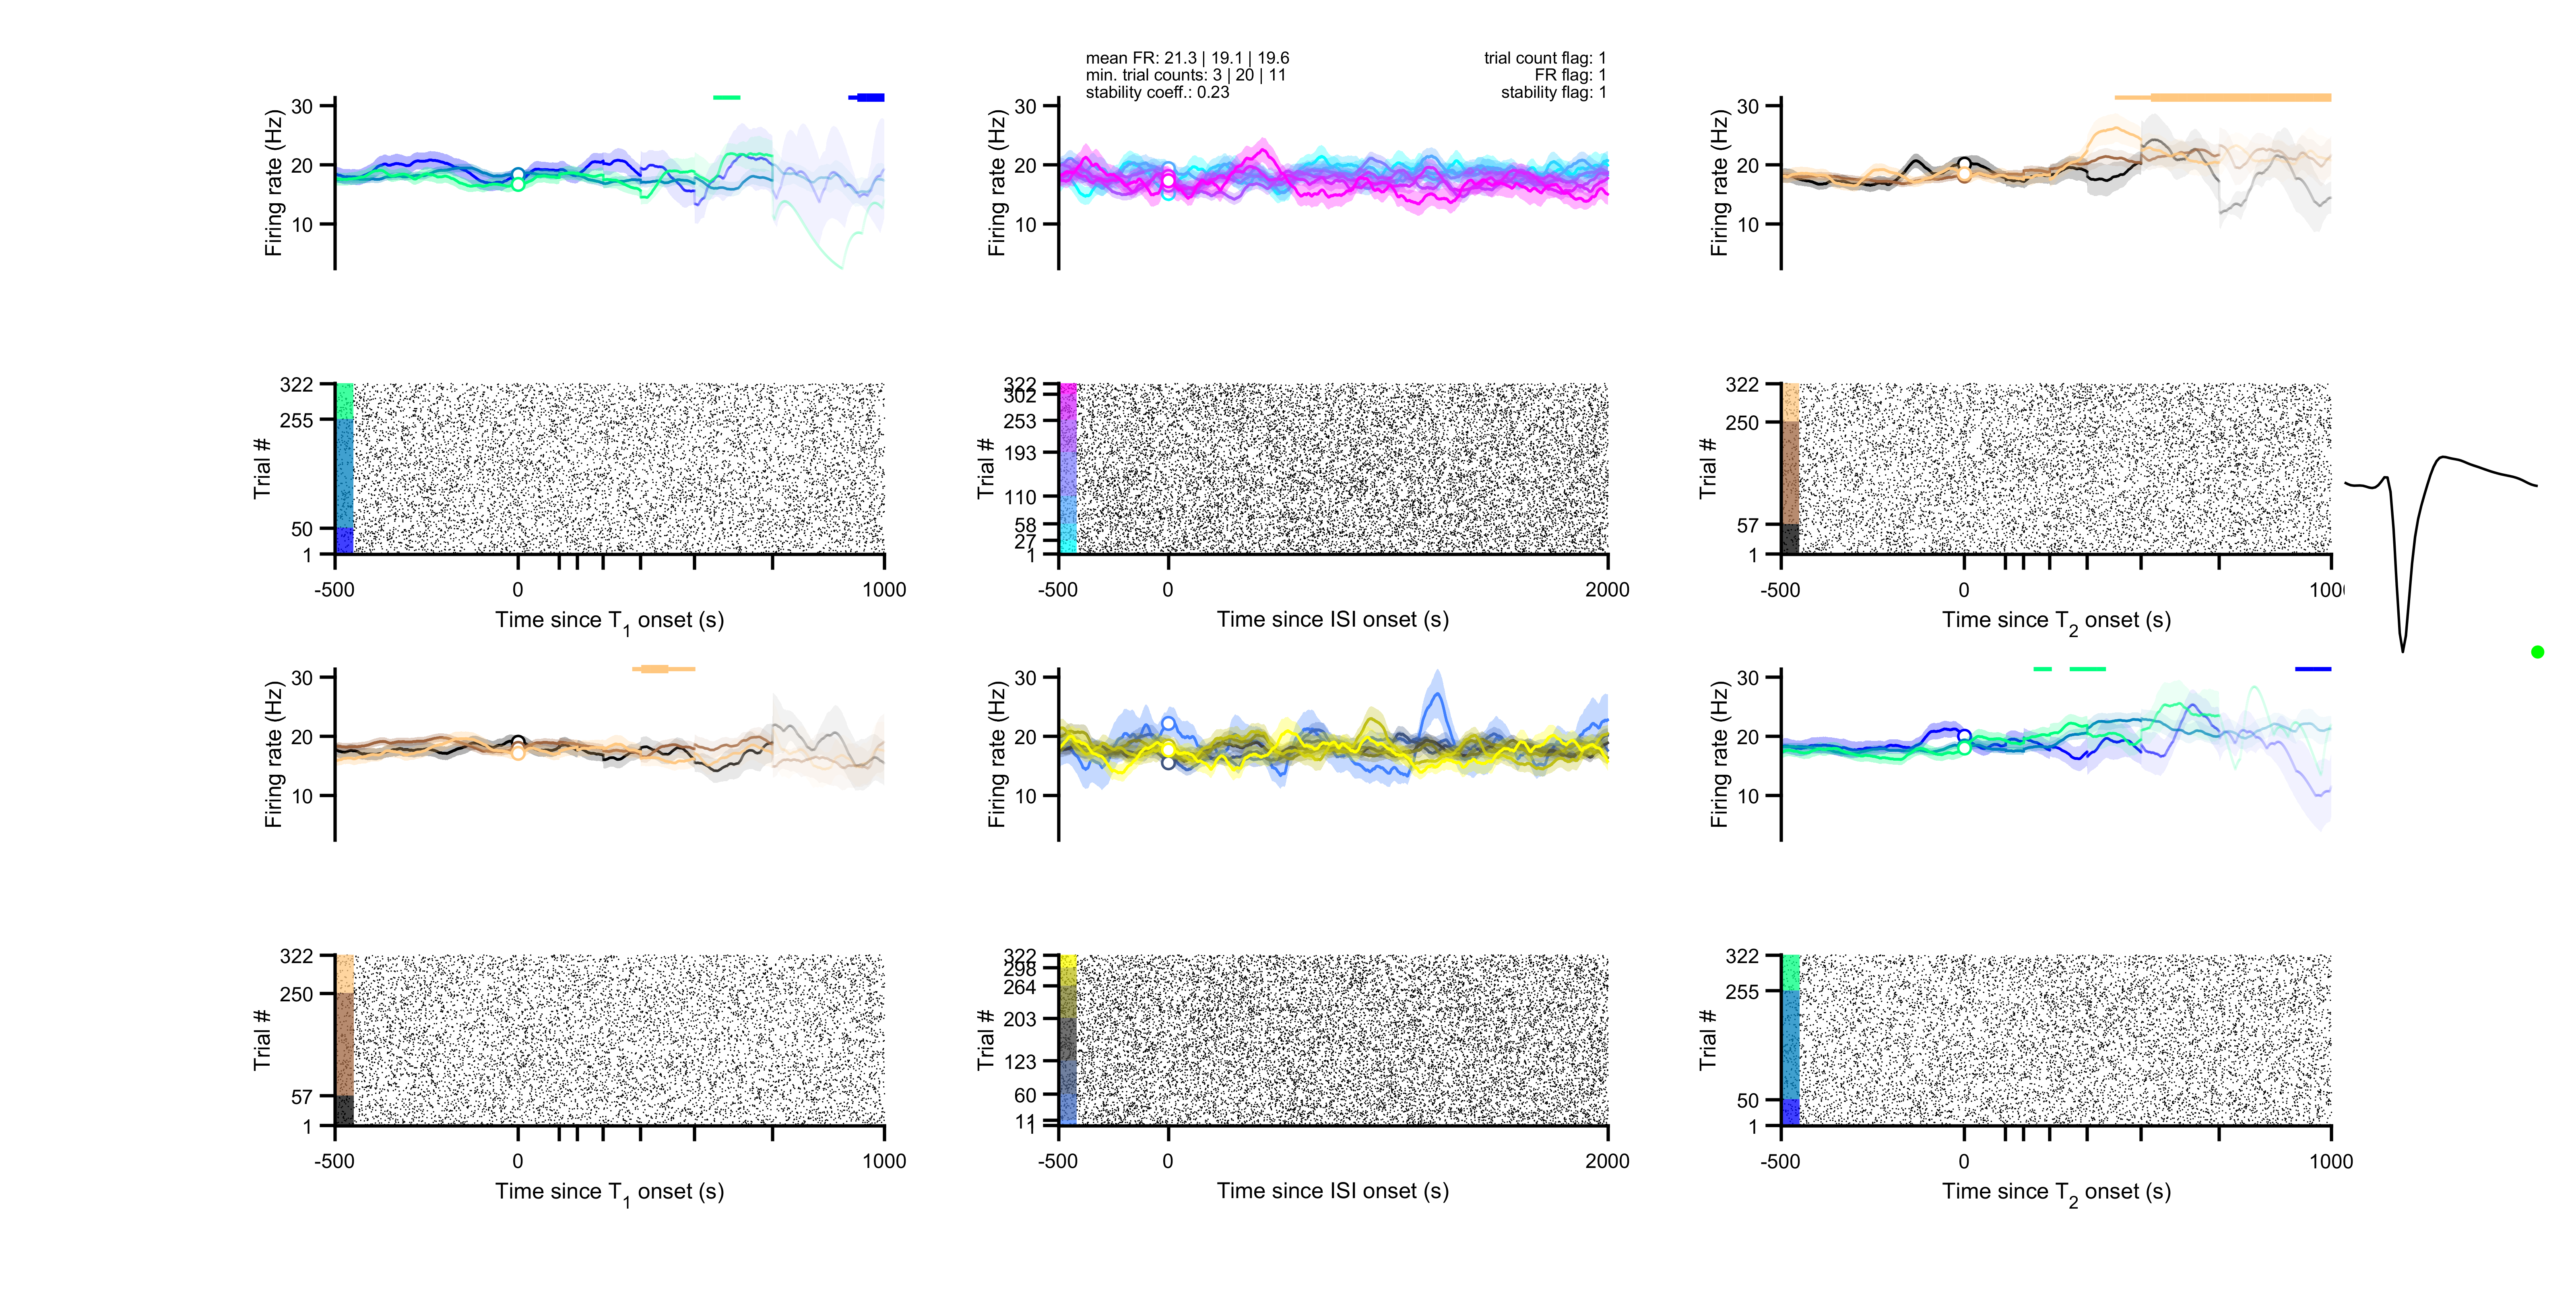 mean FR: 21.3 | 19.1 | 19.6
min. trial counts: 3 | 20 | 11
stability coeff.: 0.23
trial count flag: 1
FR flag: 1
stability flag: 1
30
20
10
Firing rate (Hz)
30
20
10
Firing rate (Hz)
30
20
10
Firing rate (Hz)
322
255
50
1
Trial #
-500
0
1000
Time since T1 onset (s)
322
302
253
193
110
58
27
1
Trial #
-500
0
2000
Time since ISI onset (s)
322
250
57
1
Trial #
-500
0
Time since T2 onset (s)
30
20
10
Firing rate (Hz)
30
20
10
Firing rate (Hz)
30
20
10
Firing rate (Hz)
322
250
57
1
Trial #
-500
0
1000
Time since T1 onset (s)
322
298
264
203
123
60
11
1
Trial #
-500
0
2000
Time since ISI onset (s)
322
255
50
1
Trial #
-500
0
1000
Time since T2 onset (s)